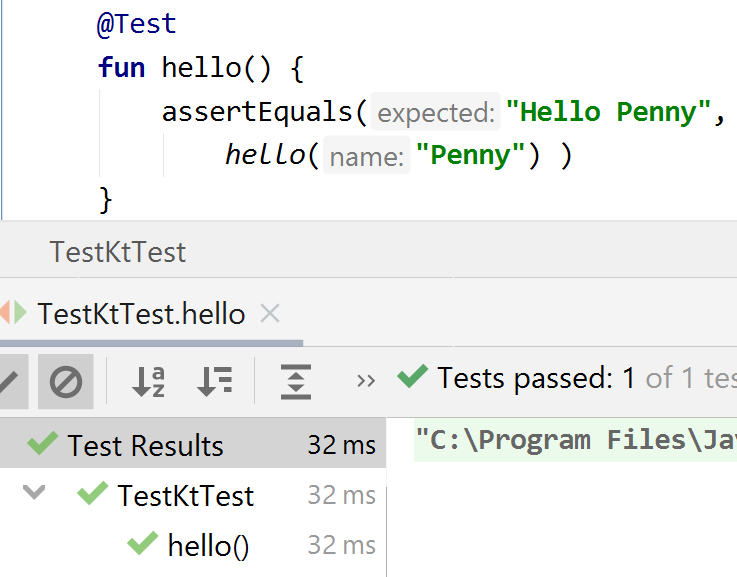 @Test
fun hello() {
assertEquals( expected: "Hello Penny",
hello( name: "Penny") )
}
TestKtTest
TestKtTest.hello
Tests passed: 1 of 1 tes
Test Results 32 ms
"C:\Program Files\Jav
TestKtTest 32 ms
hello() 32 ms